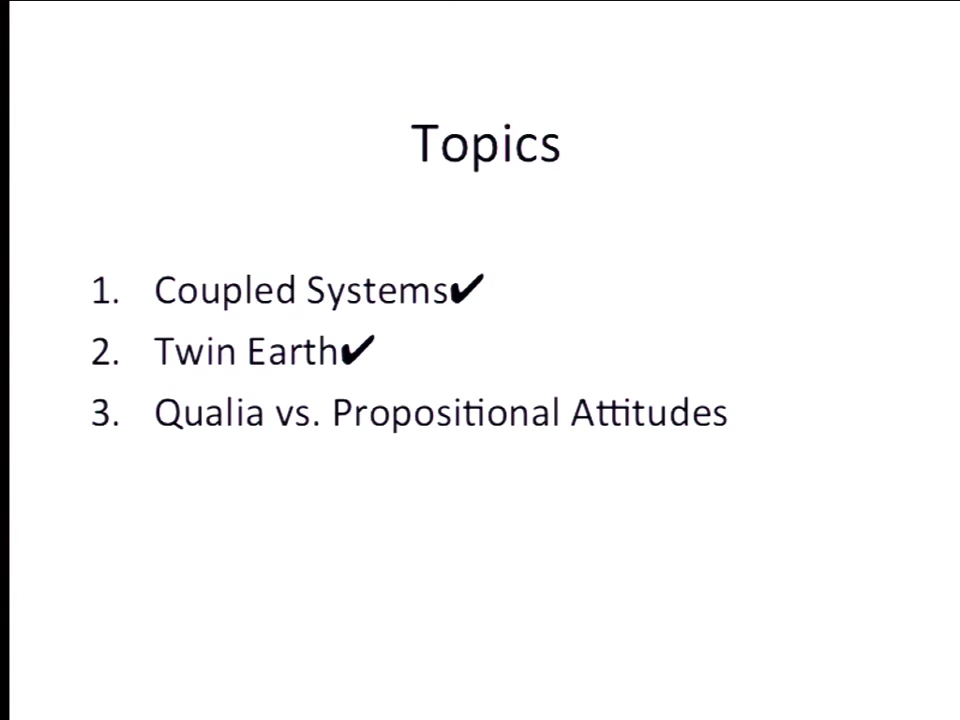 Topics
1. Coupled Systems✔
2. Twin Earth✔
3. Qualia vs. Propositional Attitudes